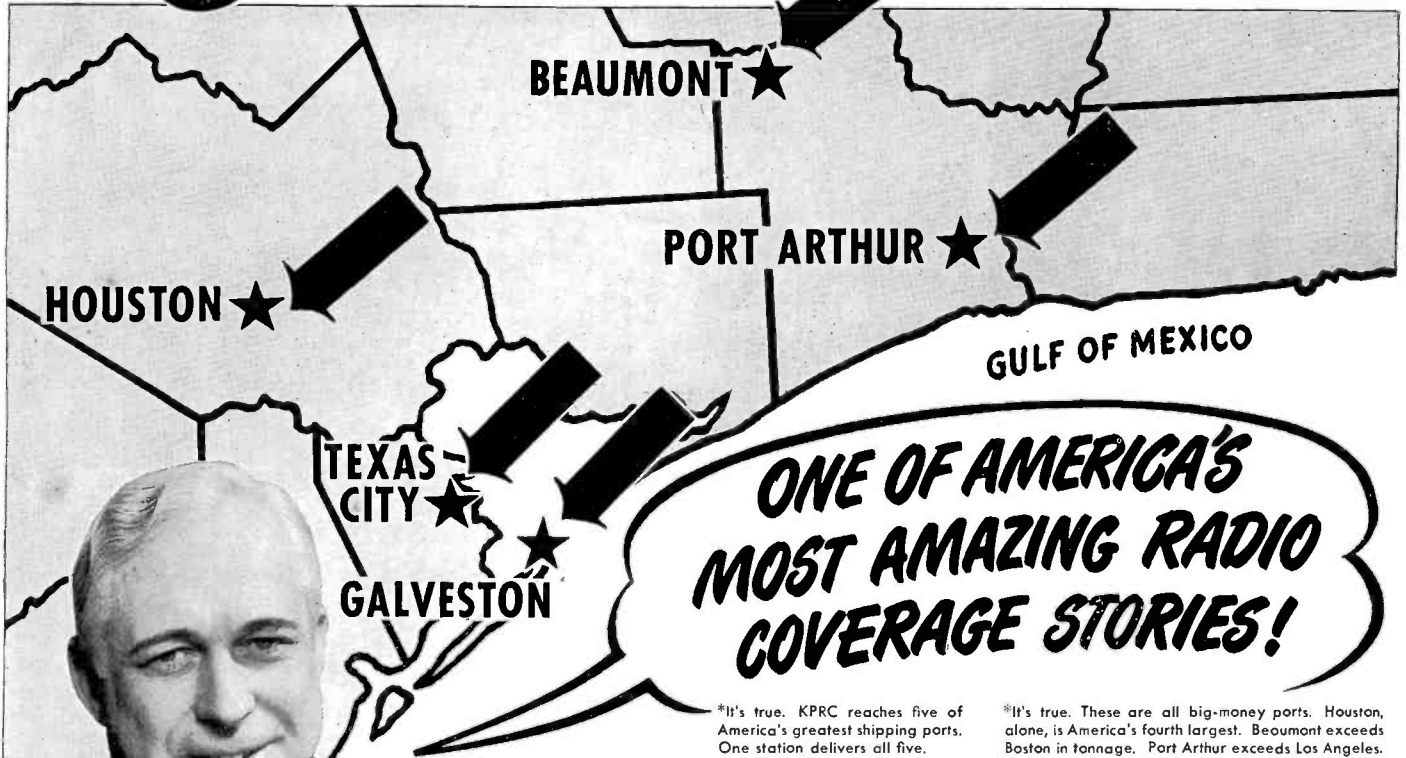 BEAUMONT
PORT ARTHUR
HOUSTON
GULF OF MEXICO
TEXAS
CITY
GALVESTON
ONE OF AMERICA'S
MOST AMAZING RADIO
COVERAGE STORIES!
*It's true. KPRC reaches five of
America's greatest shipping ports.
One station delivers all five.
*It's true. These are all big-money ports. Houston,
alone, is America's fourth largest. Beoumont exceeds
Boston in tonnage. Port Arthur exceeds Los Angeles.